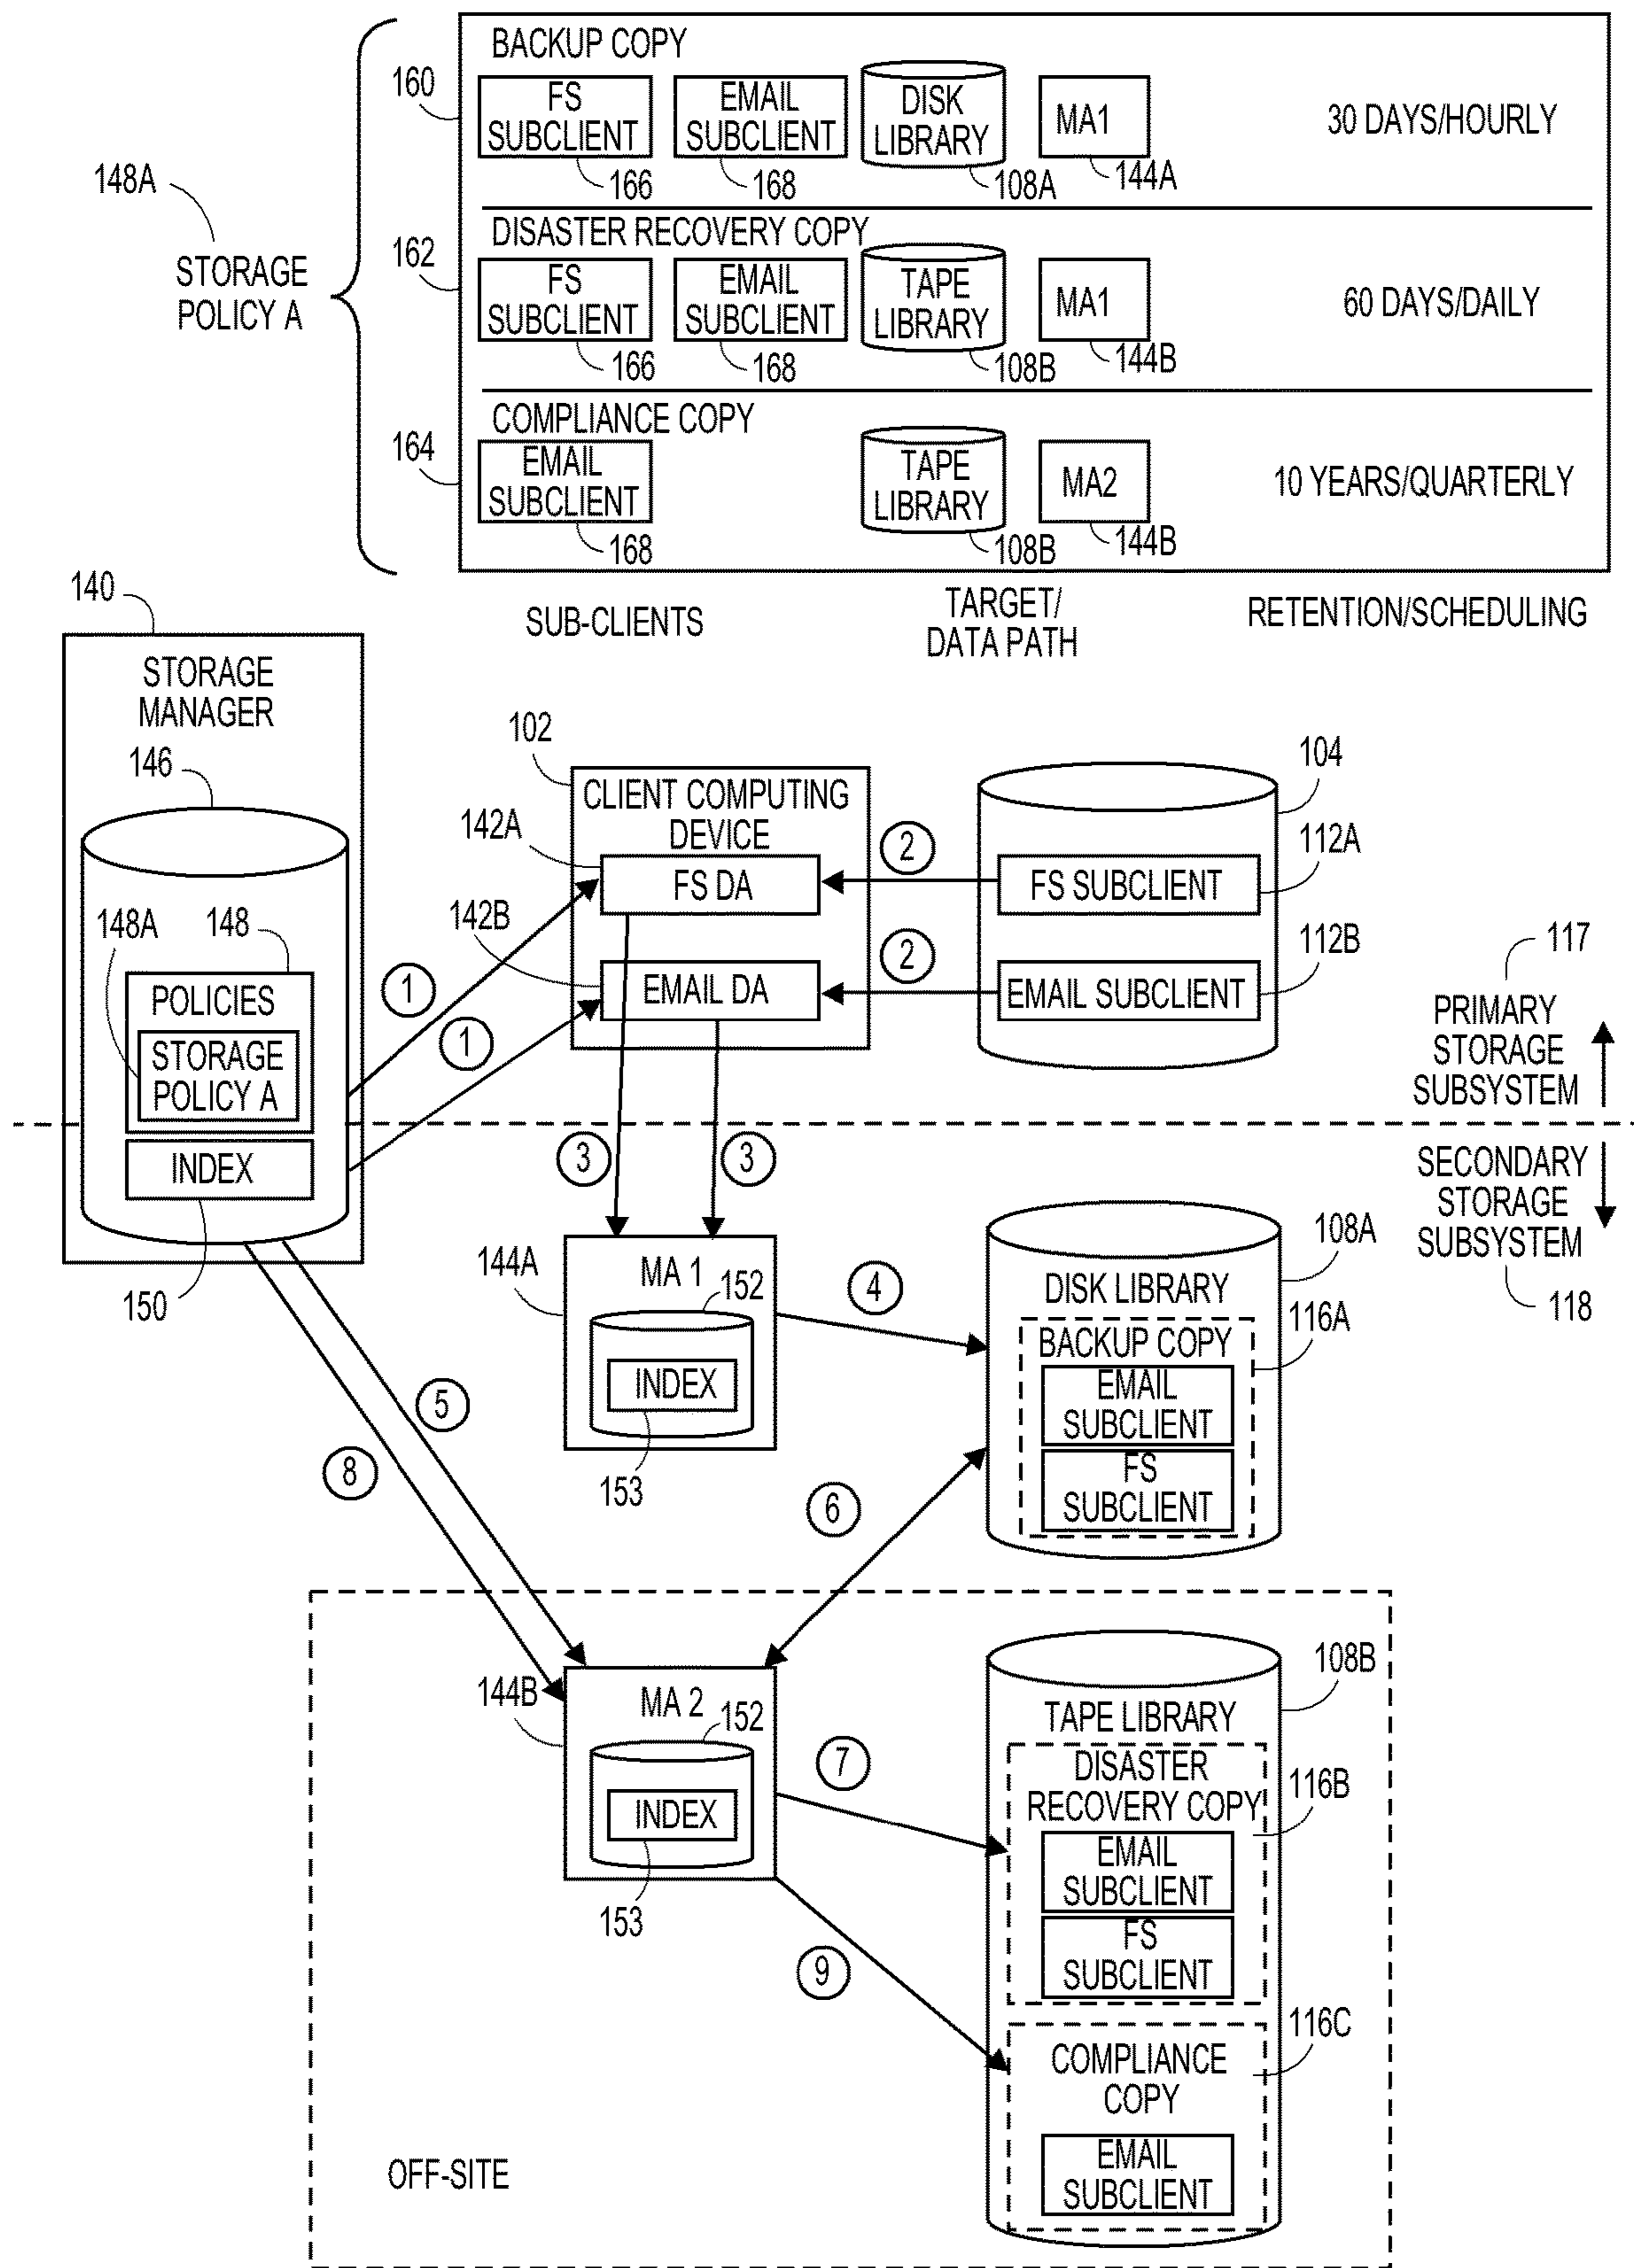 BACKUP COPY
160
FS
SUBCLIENT
166
EMAIL
SUBCLIENT
168
DISK
LIBRARY
108A
MA1
144A
30 DAYS/HOURLY
148A
STORAGE
POLICY A
DISASTER RECOVERY COPY
162
FS
SUBCLIENT
166
EMAIL
SUBCLIENT
168
TAPE
LIBRARY
108B
MA1
144B
60 DAYS/DAILY
COMPLIANCE COPY
164
EMAIL
SUBCLIENT
168
TAPE
LIBRARY
108B
MA2
144B
10 YEARS/QUARTERLY
SUB-CLIENTS
TARGET/
DATA PATH
RETENTION/SCHEDULING
140
STORAGE
MANAGER
146
148A
148
POLICIES
STORAGE
POLICY A
INDEX
150
102
CLIENT COMPUTING
DEVICE
142A
FS DA
142B
EMAIL DA
104
FS SUBCLIENT
112A
EMAIL SUBCLIENT
112B
1
1
2
2
117
PRIMARY
STORAGE
SUBSYSTEM
SECONDARY
STORAGE
SUBSYSTEM
118
3
3
144A
MA 1
152
INDEX
153
4
108A
DISK LIBRARY
116A
BACKUP COPY
EMAIL
SUBCLIENT
FS
SUBCLIENT
5
8
6
144B
MA 2
152
INDEX
153
7
9
108B
TAPE LIBRARY
DISASTER
RECOVERY COPY
116B
EMAIL
SUBCLIENT
FS
SUBCLIENT
116C
COMPLIANCE
COPY
EMAIL
SUBCLIENT
OFF-SITE